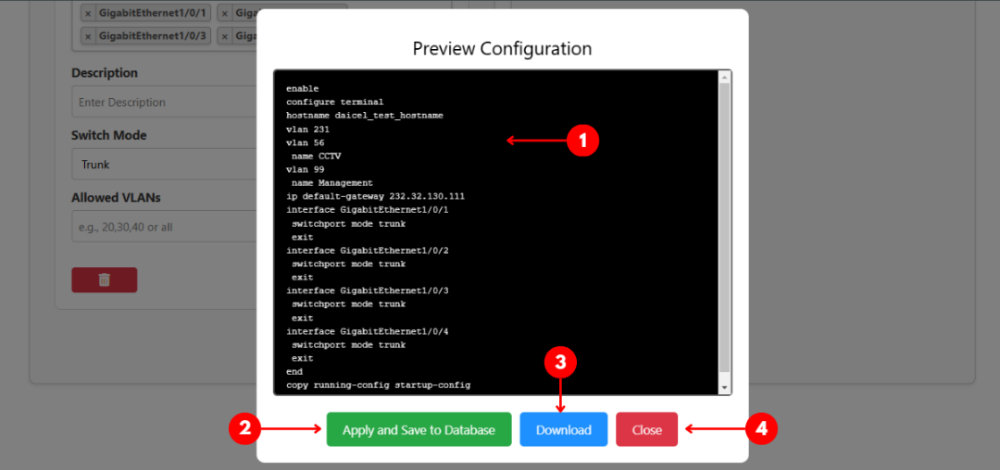 × GigabitEthernet1/0/1 × Giga
× GigabitEthernet1/0/3 × Giga
Description
Enter Description
Switch Mode
Trunk
Allowed VLANs
e.g., 20,30,40 or all
Preview Configuration
enable
configure terminal
hostname daicel_test_hostname
vlan 231
vlan 56
 name CCTV
vlan 99
 name Management
ip default-gateway 232.32.130.111
interface GigabitEthernet1/0/1
 switchport mode trunk
 exit
interface GigabitEthernet1/0/2
 switchport mode trunk
 exit
interface GigabitEthernet1/0/3
 switchport mode trunk
 exit
interface GigabitEthernet1/0/4
 switchport mode trunk
 exit
end
copy running-config startup-config
1
3
2
Apply and Save to Database
Download
Close
4